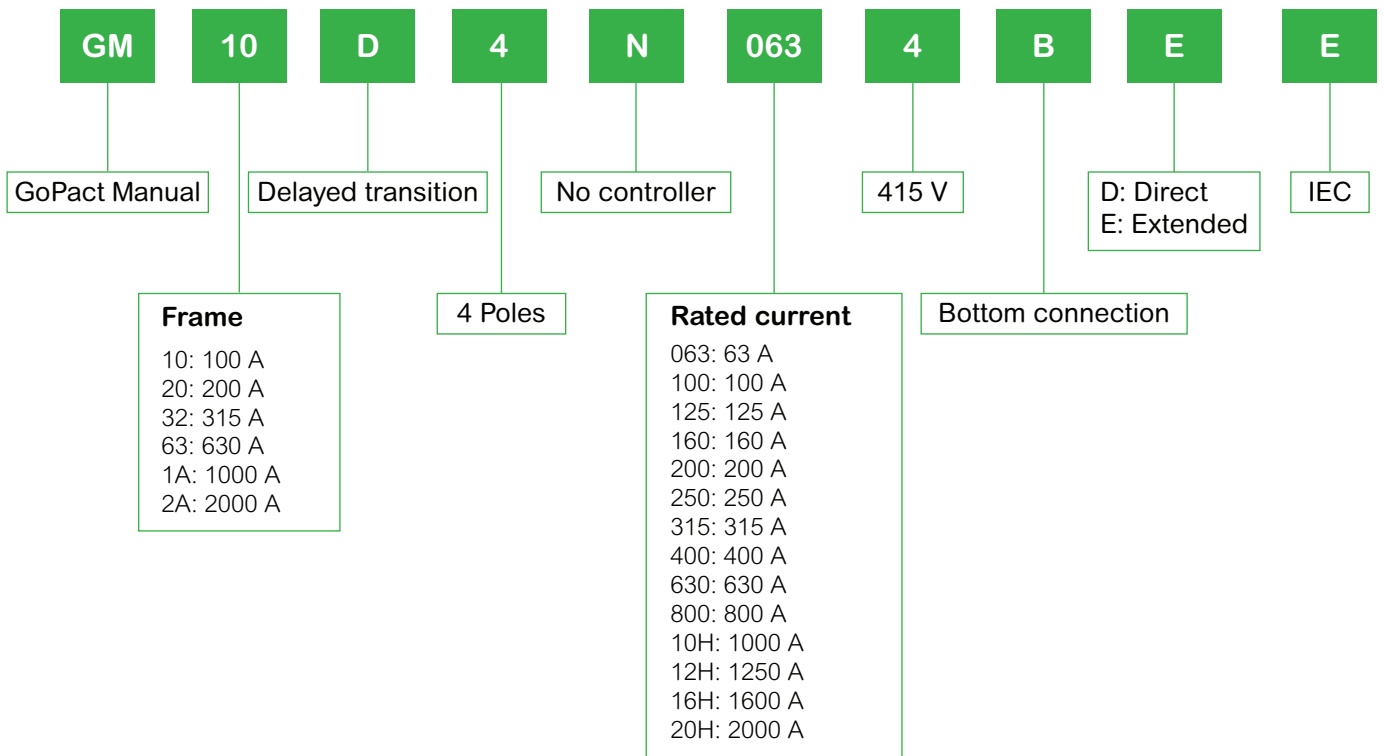 GM 10 D 4 N 063 4 B E E
GoPact Manual
Delayed transition
No controller
415 V
D: Direct
E: Extended
IEC
Frame
10: 100 A
20: 200 A
32: 315 A
63: 630 A
1A: 1000 A
2A: 2000 A
4 Poles
Rated current
063: 63 A
100: 100 A
125: 125 A
160: 160 A
200: 200 A
250: 250 A
315: 315 A
400: 400 A
630: 630 A
800: 800 A
10H: 1000 A
12H: 1250 A
16H: 1600 A
20H: 2000 A
Bottom connection